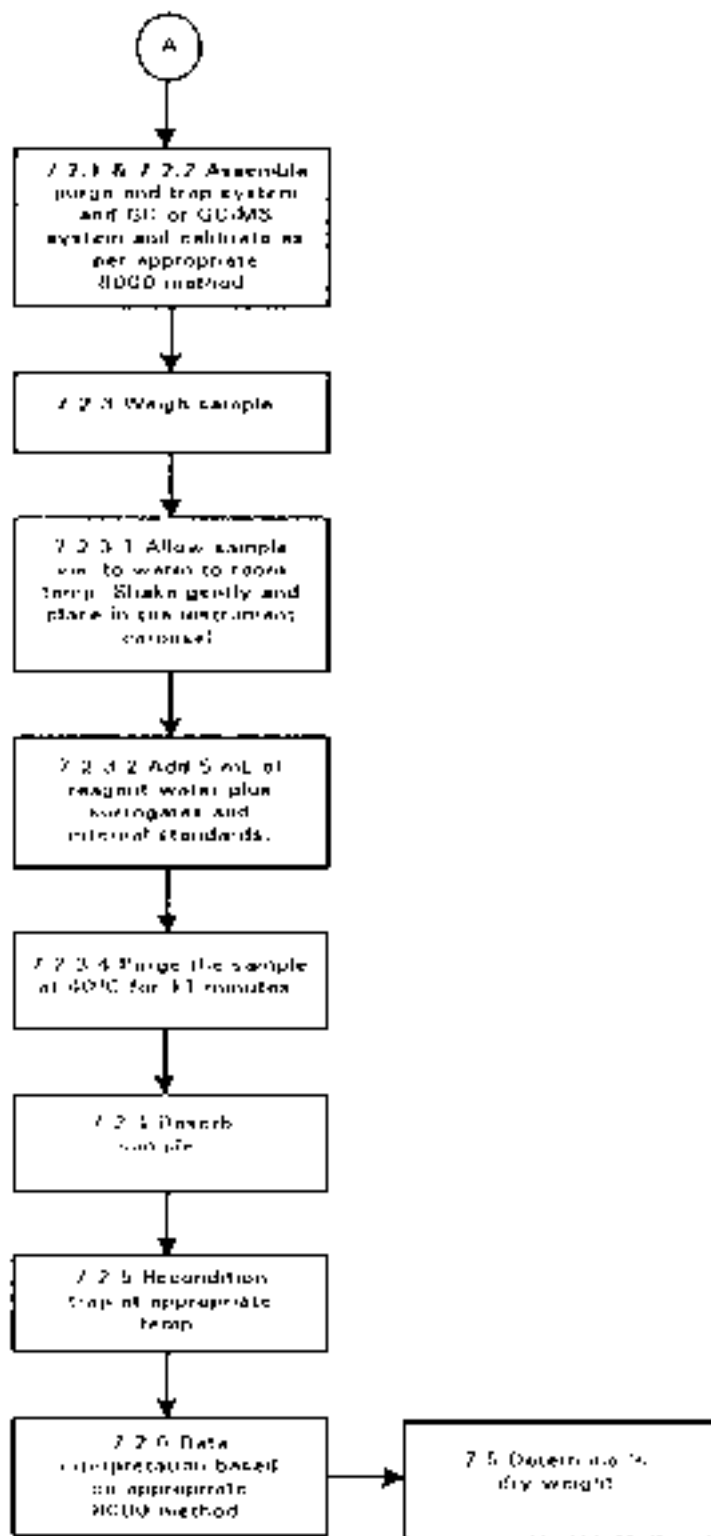 A
7.2.1 & 7.2.2 Assemble
purge and trap system
and GC or GC/MS
system and calibrate as
per appropriate
8000 method
7.2.3 Weigh sample
7.2.3.1 Allow sample
vial to warm to room
temp. Shake gently and
place in the instrument
carousel
7.2.3.2 Add 5 mL of
reagent water plus
surrogates and
internal standards.
7.2.3.4 Purge the sample
at 40°C for 11 minutes
7.2.4 Desorb
sample
7.2.5 Recondition
trap at appropriate
temp
7.2.6 Data
interpretation based
on appropriate
8000 method
7.5 Determine %
dry weight